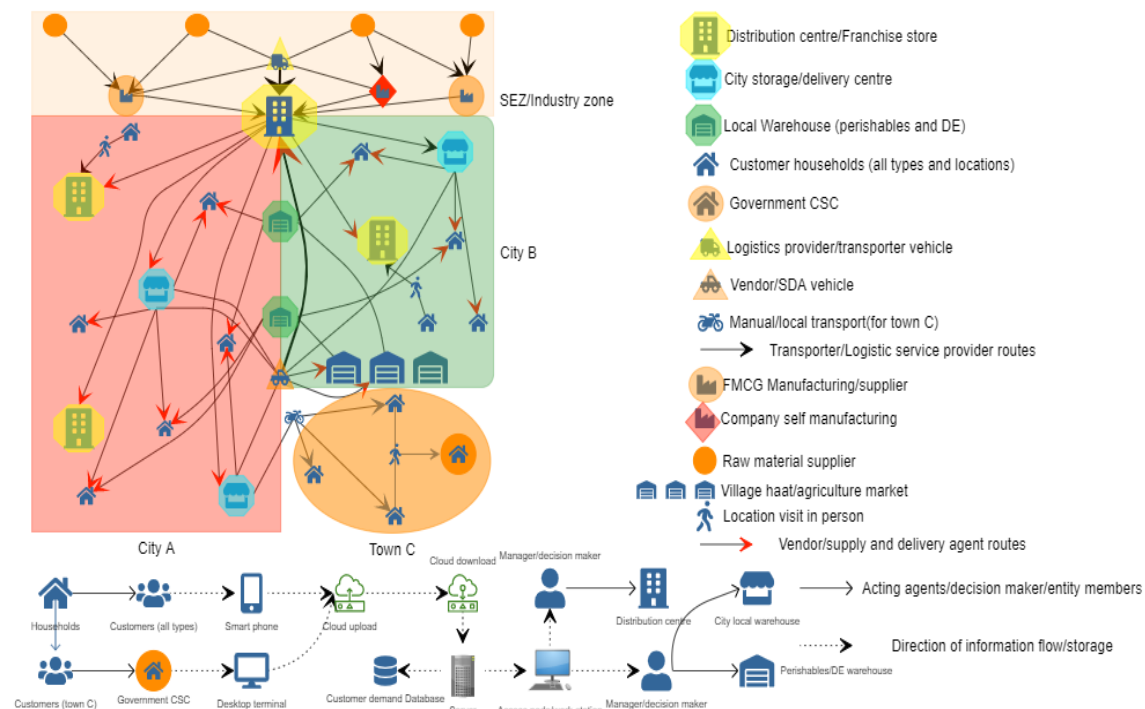 Distribution centre/Franchise store
City storage/delivery centre
SEZ/Industry zone
Local Warehouse (perishables and DE)
Customer households (all types and locations)
Government CSC
City B
Logistics provider/transporter vehicle
Vendor/SDA vehicle
Manual/local transport(for town C)
Transporter/Logistic service provider routes
FMCG Manufacturing/supplier
Company self manufacturing
Raw material supplier
Village haat/agriculture market
Location visit in person
City A
Town C
Vendor/supply and delivery agent routes
Cloud download
Manager/decision maker
Acting agents/decision maker/entity members
Households
Customers (all types)
Smart phone
Cloud upload
Distribution centre
City local warehouse
Direction of information flow/storage
Perishables/DE warehouse
Customers (town C)
Government CSC
Desktop terminal
Customer demand Database
Manager/decision maker